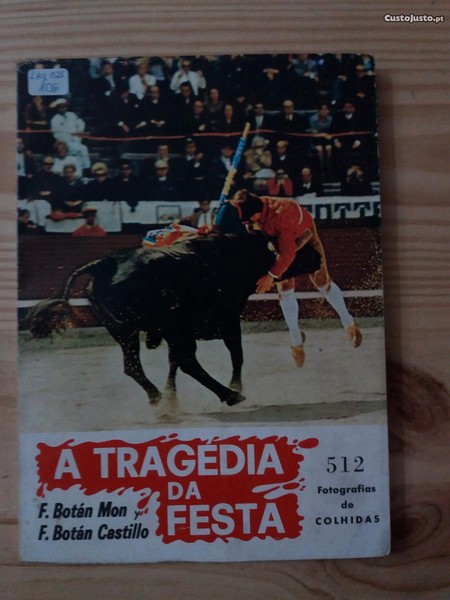 CustoJusto.pt
A TRAGÉDIA
DA
FESTA
F. Botán Mon y
F. Botán Castillo
512
Fotografias
de
COLHIDAS